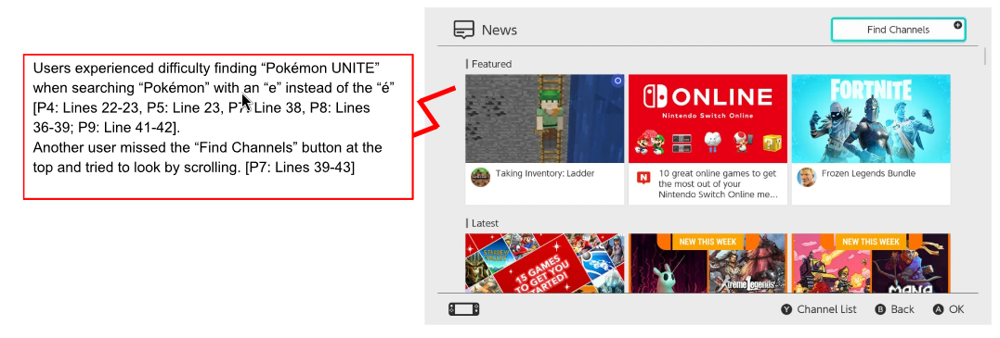 Users experienced difficulty finding “Pokémon UNITE”
when searching “Pokémon” with an “e” instead of the “é”
[P4: Lines 22-23, P5: Line 23, P7: Line 38, P8: Lines
36-39; P9: Line 41-42].
Another user missed the “Find Channels” button at the
top and tried to look by scrolling. [P7: Lines 39-43]
News
Find Channels
Featured
ONLINE
Nintendo Switch Online
FORTNITE
Taking Inventory: Ladder
N
10 great online games to get
the most out of your
Nintendo Switch Online me...
Frozen Legends Bundle
Latest
STARDEW
15 GAMES
TO GET YOU
STARTED!
NEW THIS WEEK
Xtreme Legends
NEW THIS WEEK
MANA
Y Channel List
B Back
A OK